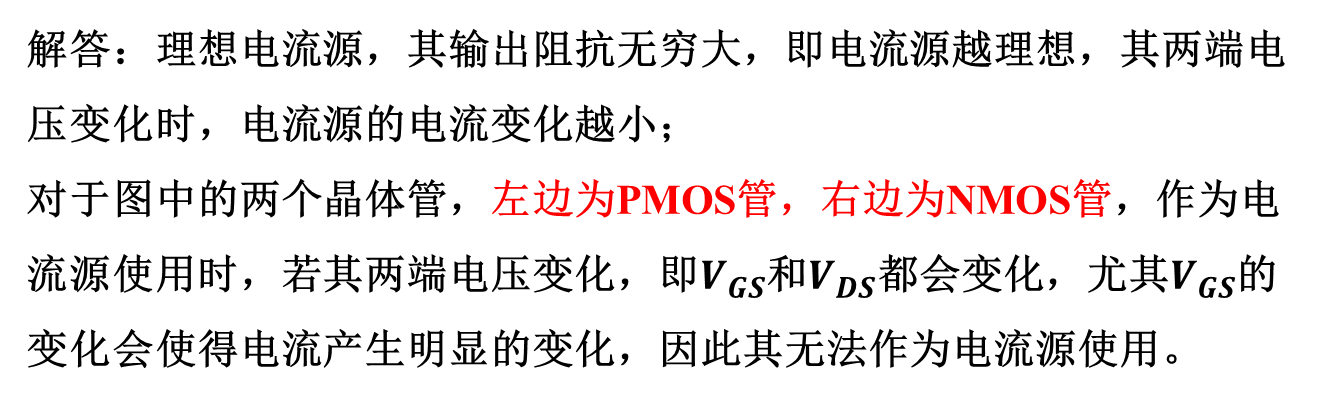 解答：理想电流源，其输出阻抗无穷大，即电流源越理想，其两端电
压变化时，电流源的电流变化越小；
对于图中的两个晶体管，左边为PMOS管，右边为NMOS管，作为电
流源使用时，若其两端电压变化，即V_GS和V_DS都会变化，尤其V_GS的
变化会使得电流产生明显的变化，因此其无法作为电流源使用。